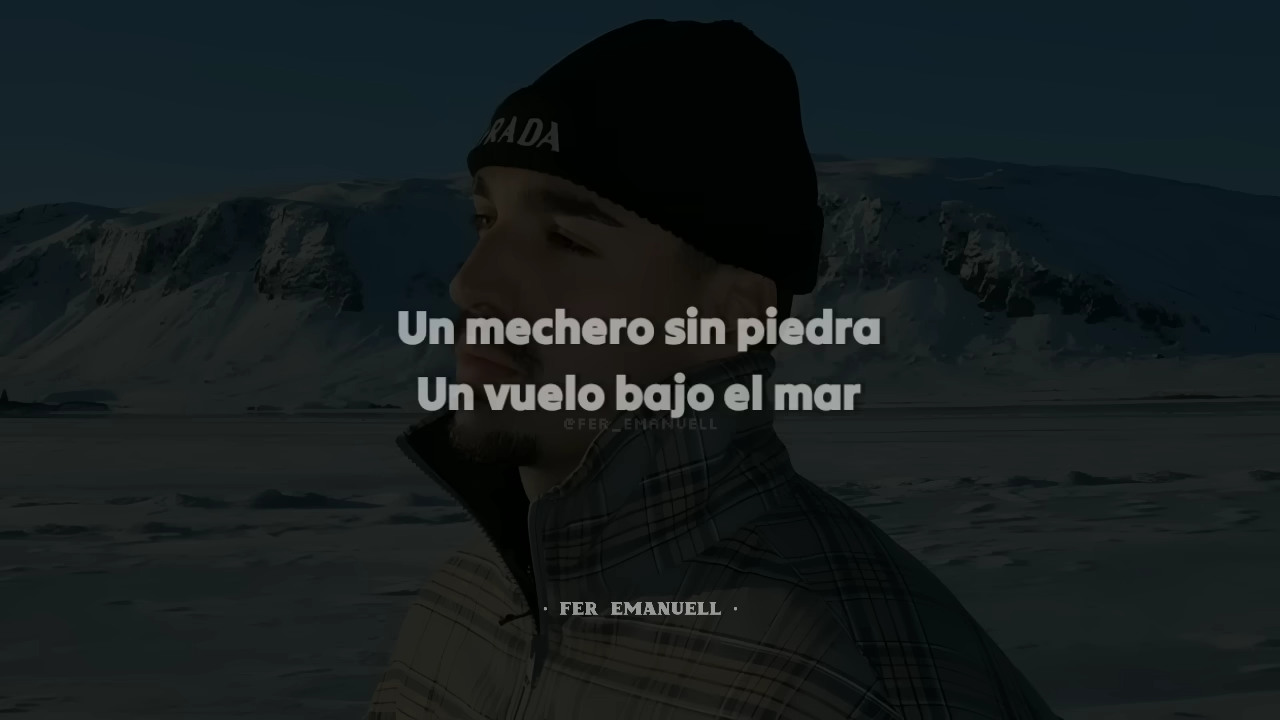 RADA
Un mechero sin piedra
Un vuelo bajo el mar
@FER_EMANUELL
· FER EMANUELL ·